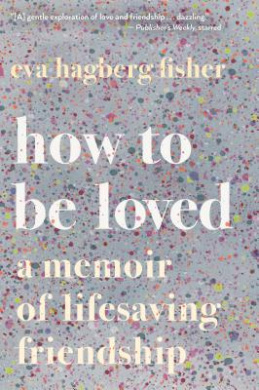 "[A] gentle exploration of love and friendship ... dazzling."
—Publishers Weekly, starred
eva hagberg fisher
how to
be loved
a memoir
of lifesaving
friendship